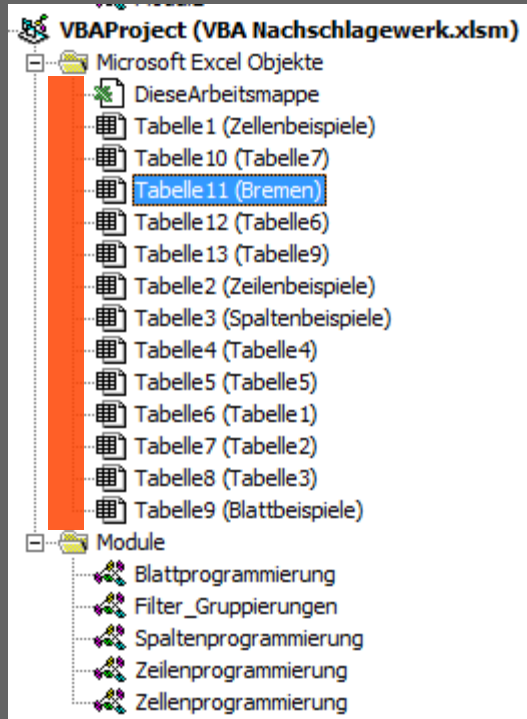 VBAProject (VBA Nachschlagewerk.xlsm)
Microsoft Excel Objekte
DieseArbeitsmappe
Tabelle1 (Zellenbeispiele)
Tabelle10 (Tabelle7)
Tabelle11 (Bremen)
Tabelle12 (Tabelle6)
Tabelle13 (Tabelle9)
Tabelle2 (Zeilenbeispiele)
Tabelle3 (Spaltenbeispiele)
Tabelle4 (Tabelle4)
Tabelle5 (Tabelle5)
Tabelle6 (Tabelle1)
Tabelle7 (Tabelle2)
Tabelle8 (Tabelle3)
Tabelle9 (Blattbeispiele)
Module
Blattprogrammierung
Filter_Gruppierungen
Spaltenprogrammierung
Zeilenprogrammierung
Zellenprogrammierung